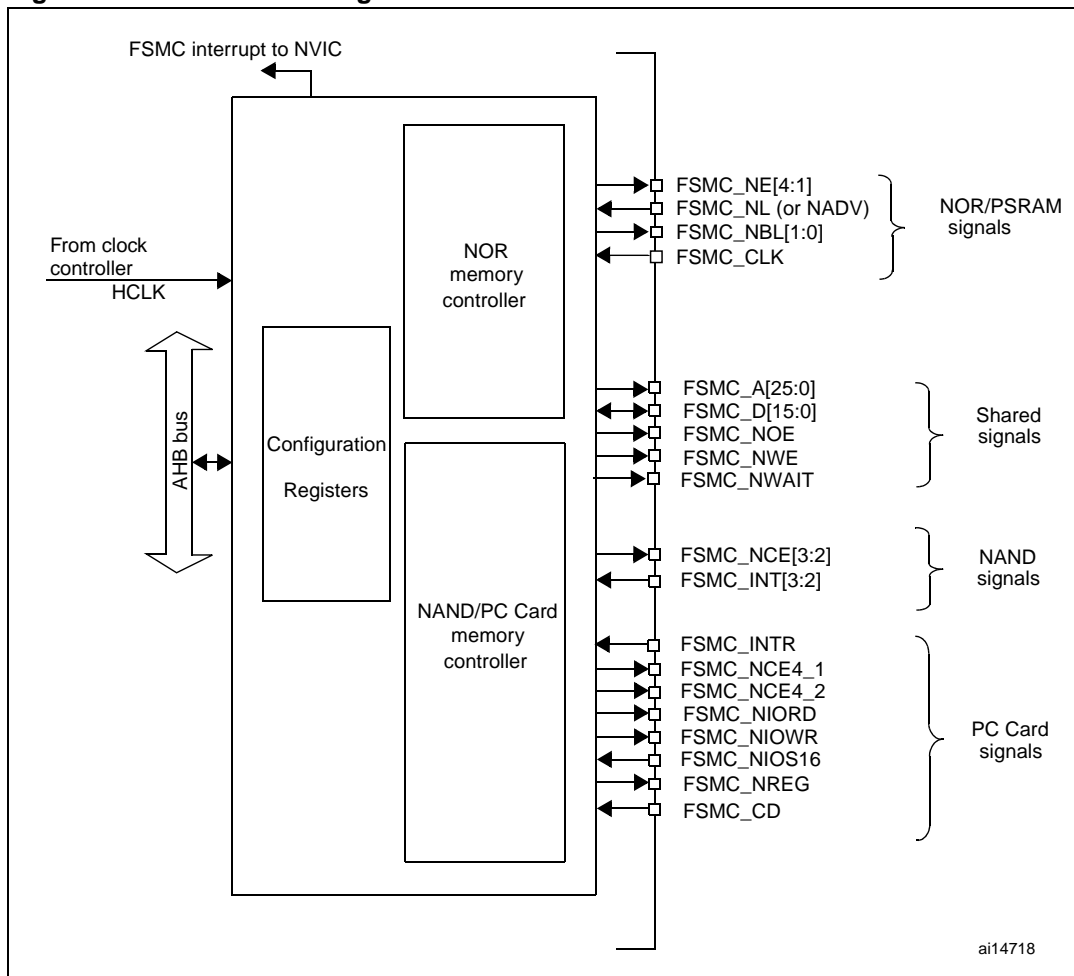 FSMC interrupt to NVIC
From clock
controller
HCLK
AHB bus
Configuration
Registers
NOR
memory
controller
NAND/PC Card
memory
controller
FSMC_NE[4:1]
FSMC_NL (or NADV)
FSMC_NBL[1:0]
FSMC_CLK
NOR/PSRAM
signals
FSMC_A[25:0]
FSMC_D[15:0]
FSMC_NOE
FSMC_NWE
FSMC_NWAIT
Shared
signals
FSMC_NCE[3:2]
FSMC_INT[3:2]
NAND
signals
FSMC_INTR
FSMC_NCE4_1
FSMC_NCE4_2
FSMC_NIORD
FSMC_NIOWR
FSMC_NIOS16
FSMC_NREG
FSMC_CD
PC Card
signals
ai14718